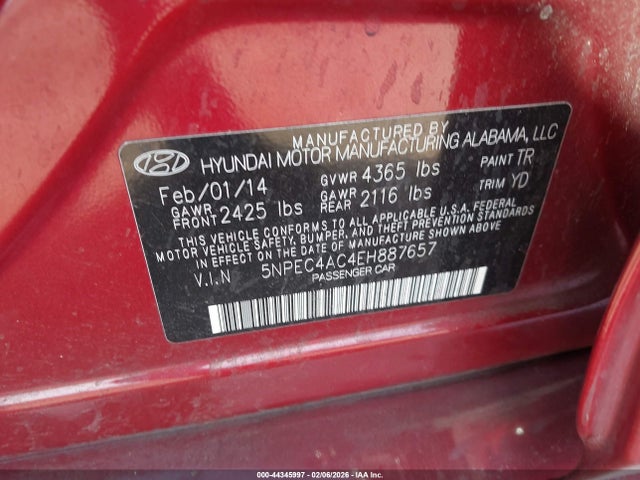 MANUFACTURED BY
HYUNDAI MOTOR MANUFACTURING ALABAMA, LLC
Feb/01/14 GVWR 4365 lbs PAINT TR
GAWR FRONT 2425 lbs GAWR REAR 2116 lbs TRIM YD
THIS VEHICLE CONFORMS TO ALL APPLICABLE U.S.A. FEDERAL
MOTOR VEHICLE SAFETY, BUMPER, AND THEFT PREVENTION STANDARDS
IN EFFECT ON THE DATE OF MANUFACTURE SHOWN ABOVE
V.I.N 5NPEC4AC4EH887657
PASSENGER CAR
000-44345997 - 02/06/2026 - IAA Inc.